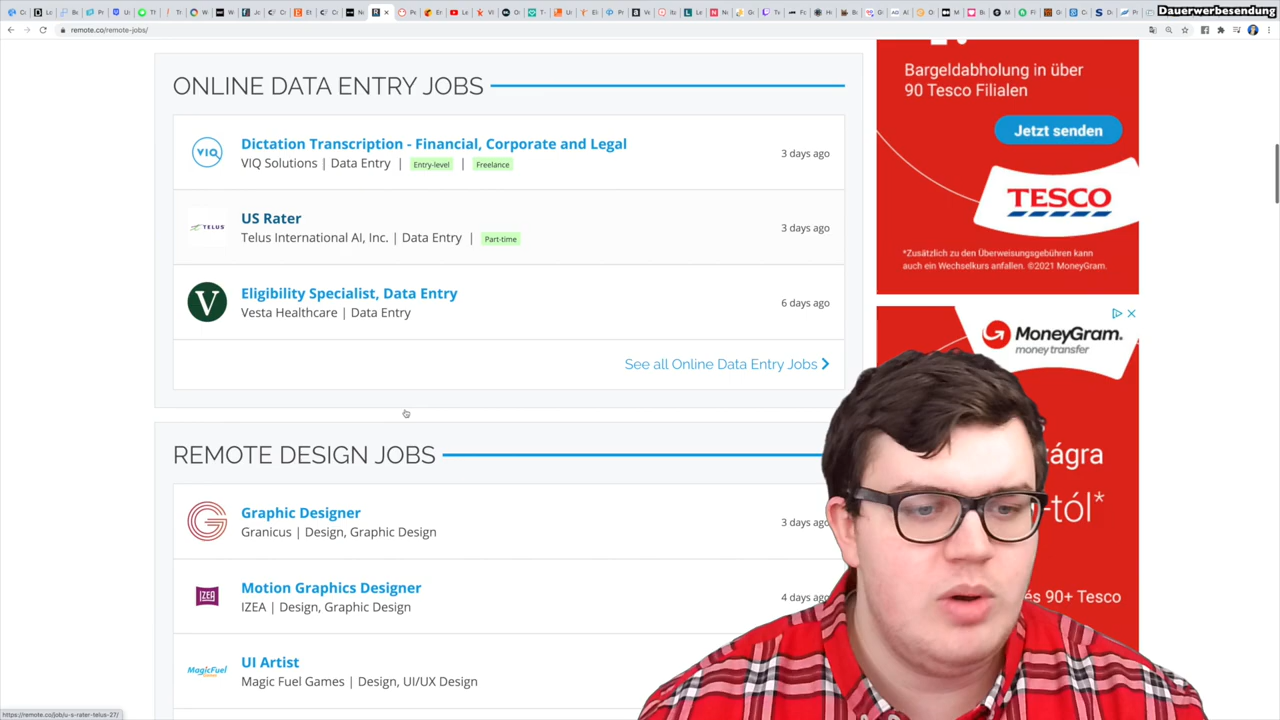 Dauerwerbesendung
remote.co/remote-jobs/
ONLINE DATA ENTRY JOBS
VIQ
Dictation Transcription - Financial, Corporate and Legal
VIQ Solutions | Data Entry | Entry-level | Freelance
3 days ago
TELUS
US Rater
Telus International AI, Inc. | Data Entry | Part-time
3 days ago
V
Eligibility Specialist, Data Entry
Vesta Healthcare | Data Entry
6 days ago
See all Online Data Entry Jobs
REMOTE DESIGN JOBS
Graphic Designer
Granicus | Design, Graphic Design
3 days ago
IZEA
Motion Graphics Designer
IZEA | Design, Graphic Design
4 days ago
MagicFuel
UI Artist
Magic Fuel Games | Design, UI/UX Design
Bargeldabholung in über
90 Tesco Filialen
Jetzt senden
TESCO
*Zusätzlich zu den Überweisungsgebühren kann
auch ein Wechselkurs anfallen. ©2021 MoneyGram.
MoneyGram.
money transfer
ágra
-tól*
és 90+ Tesco
https://remote.co/job/u-s-rater-telus-27/